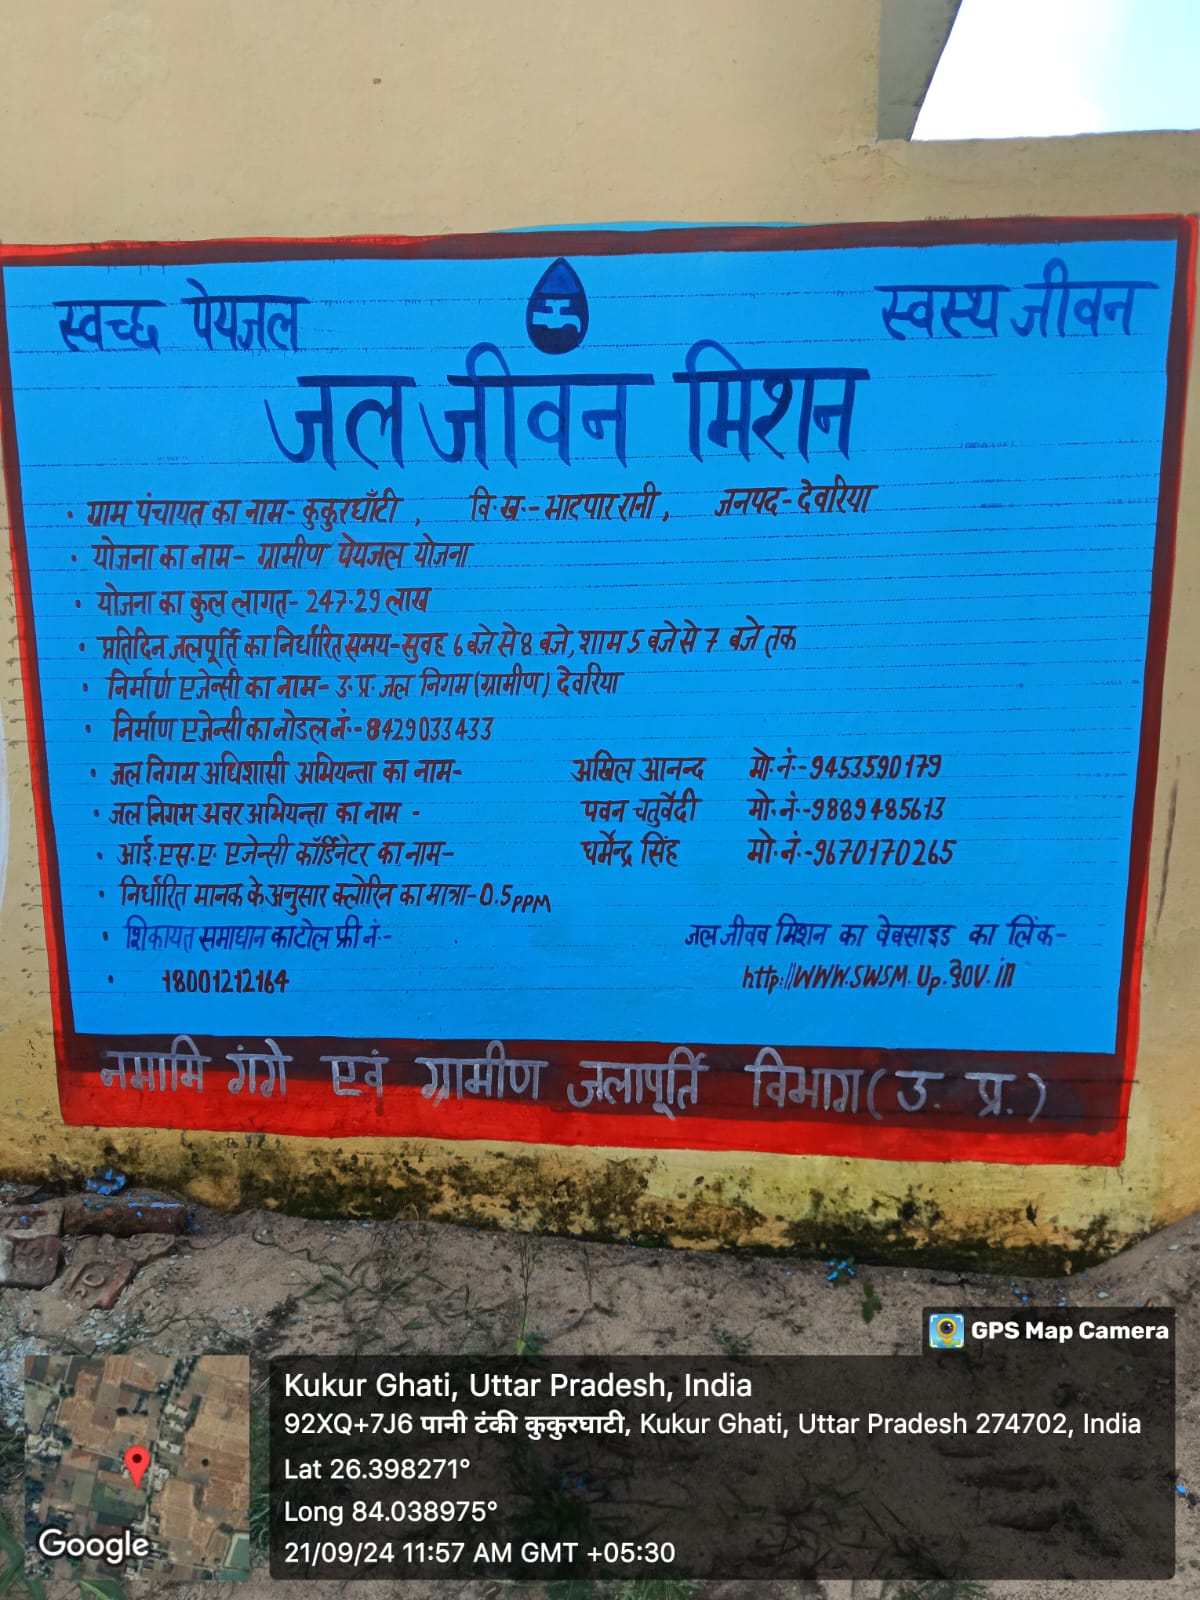 स्वच्छ पेयजल स्वस्थ जीवन
जल जीवन मिशन
• ग्राम पंचायत का नाम- कुकुरघाँटी , वि.ख.-भाटपार रानी, जनपद- देवरिया
• योजना का नाम- ग्रामीण पेयजल योजना
• योजना का कुल लागत- 247.29 लाख
• प्रतिदिन जलपूर्ति का निर्धारित समय-सुवह 6 बजे से 8 बजे, शाम 5 बजे से 7 बजे तक
• निर्माण एजेन्सी का नाम- उ.प्र. जल निगम (ग्रामीण) देवरिया
• निर्माण एजेन्सी का नोडल नं.-8429033433
• जल निगम अधिशासी अभियन्ता का नाम- अखिल आनन्द मो.नं.-9453590179
• जल निगम अवर अभियन्ता का नाम - पवन चतुर्वेदी मो.नं.-9889485613
• आई.एस.ए. एजेन्सी कॉर्डिनेटर का नाम- धर्मेन्द्र सिंह मो.नं.-9670170265
• निर्धारित मानक के अनुसार क्लोरिन का मात्रा-0.5 PPM
• शिकायत समाधान का टोल फ्री नं.- जल जीवव मिशन का वेवसाइड का लिंक-
• 18001212164 http://WWW.SWSM.Up.gov.in
नमामि गंगे एवं ग्रामीण जलापूर्ति विभाग (उ. प्र.)
GPS Map Camera
Kukur Ghati, Uttar Pradesh, India
92XQ+7J6 पानी टंकी कुकुरघाटी, Kukur Ghati, Uttar Pradesh 274702, India
Lat 26.398271°
Long 84.038975°
21/09/24 11:57 AM GMT +05:30
Google